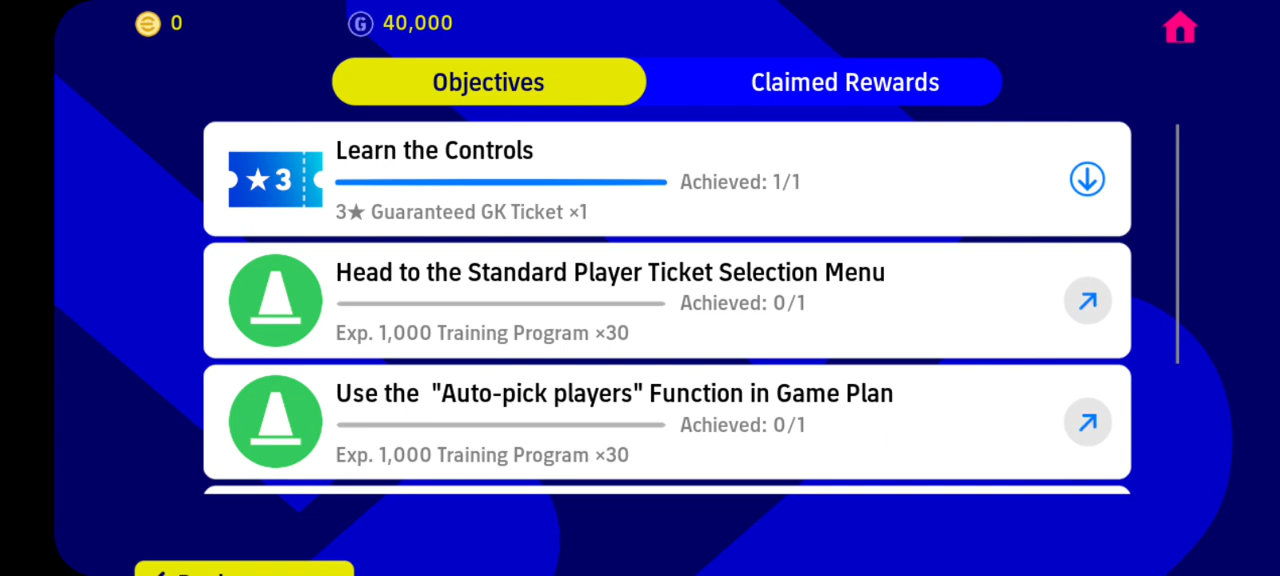 0
40,000
Objectives
Claimed Rewards
★3
Learn the Controls
Achieved: 1/1
3★ Guaranteed GK Ticket ×1
Head to the Standard Player Ticket Selection Menu
Achieved: 0/1
Exp. 1,000 Training Program ×30
Use the "Auto-pick players" Function in Game Plan
Achieved: 0/1
Exp. 1,000 Training Program ×30